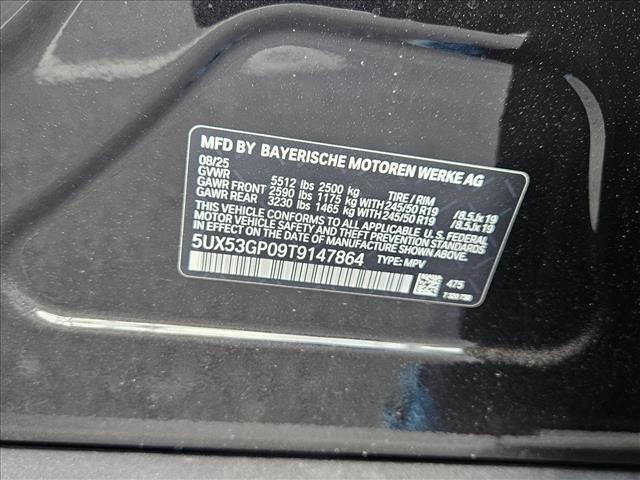 MFD BY BAYERISCHE MOTOREN WERKE AG
08/25
GVWR 5512 lbs 2500 kg TIRE / RIM
GAWR FRONT 2590 lbs 1175 kg WITH 245/50 R19 /8.5Jx19
GAWR REAR 3230 lbs 1465 kg WITH 245/50 R19 /8.5Jx19
THIS VEHICLE CONFORMS TO ALL APPLICABLE U.S. FEDERAL
MOTOR VEHICLE SAFETY AND THEFT PREVENTION STANDARDS
IN EFFECT ON THE DATE OF MANUFACTURE SHOWN ABOVE.
5UX53GP09T9147864 TYPE: MPV
475
7 320 730